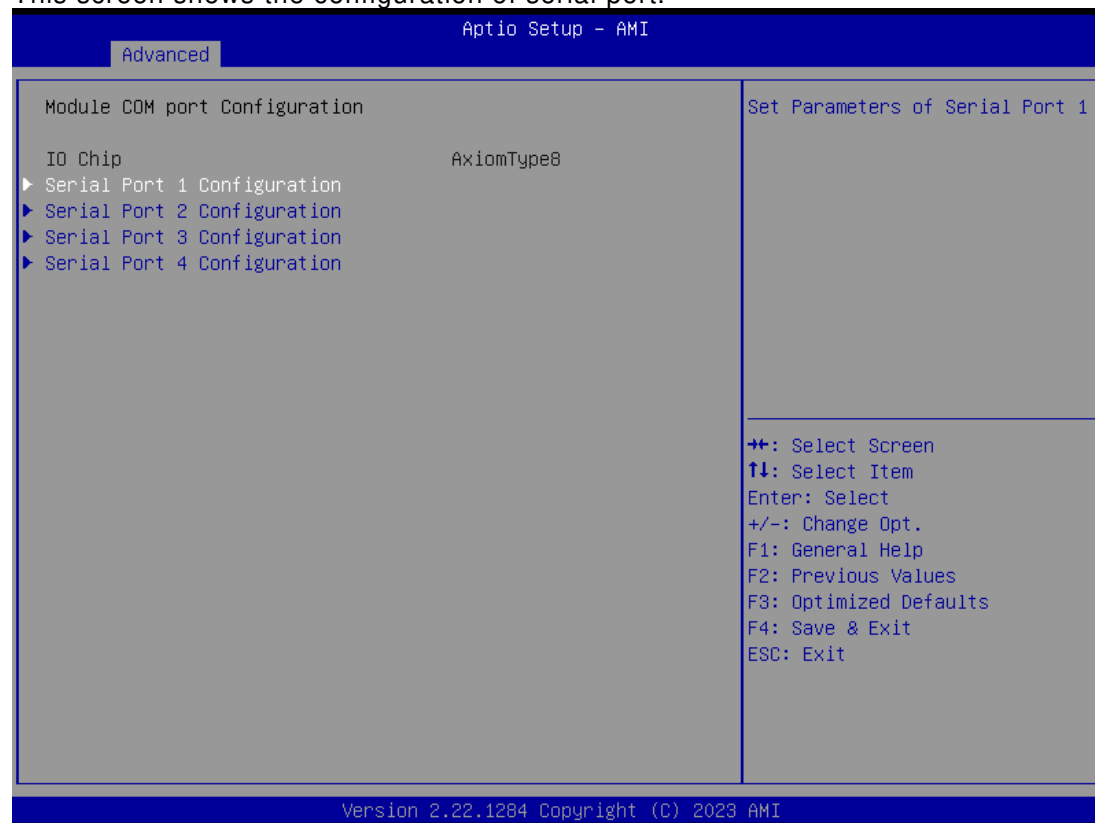 This screen shows the configuration of serial port.
Aptio Setup – AMI
Advanced
Module COM port Configuration
IO Chip AxiomType8
▶ Serial Port 1 Configuration
▶ Serial Port 2 Configuration
▶ Serial Port 3 Configuration
▶ Serial Port 4 Configuration
Set Parameters of Serial Port 1
→←: Select Screen
↑↓: Select Item
Enter: Select
+/-: Change Opt.
F1: General Help
F2: Previous Values
F3: Optimized Defaults
F4: Save & Exit
ESC: Exit
Version 2.22.1284 Copyright (C) 2023 AMI